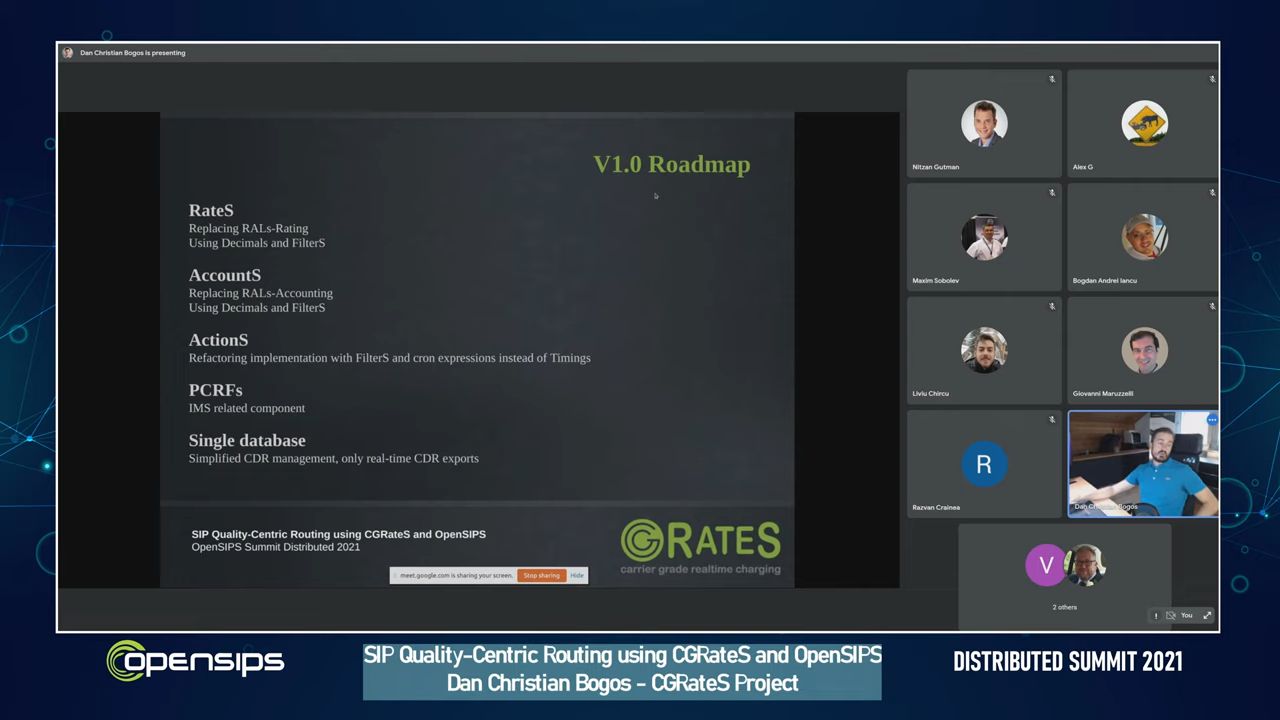 Dan Christian Bogos is presenting
V1.0 Roadmap
RateS
Replacing RALs-Rating
Using Decimals and FilterS
AccountS
Replacing RALs-Accounting
Using Decimals and FilterS
ActionS
Refactoring implementation with FilterS and cron expressions instead of Timings
PCRFs
IMS related component
Single database
Simplified CDR management, only real-time CDR exports
SIP Quality-Centric Routing using CGRateS and OpenSIPS
OpenSIPS Summit Distributed 2021
CGRATES
carrier grade realtime charging
meet.google.com is sharing your screen. Stop sharing Hide
Nitzan Gutman
Alex G
Maxim Sobolev
Bogdan Andrei Iancu
Liviu Chircu
Giovanni Maruzzelli
R
Razvan Crainea
Dan Christian Bogos
V
2 others
You
opensips
SIP Quality-Centric Routing using CGRateS and OpenSIPS
Dan Christian Bogos - CGRateS Project
DISTRIBUTED SUMMIT 2021